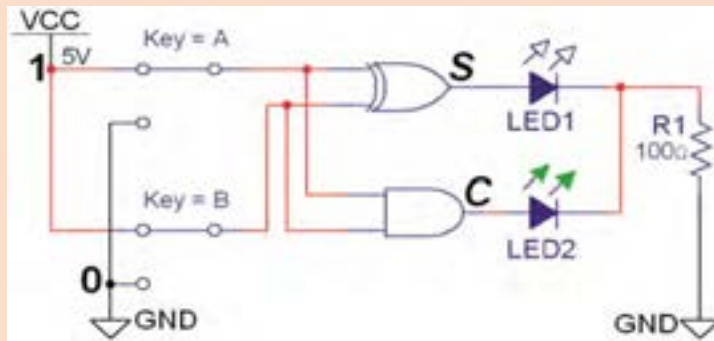 VCC
5V
1
Key = A
S
LED1
R1
100Ω
Key = B
C
LED2
0
GND
GND